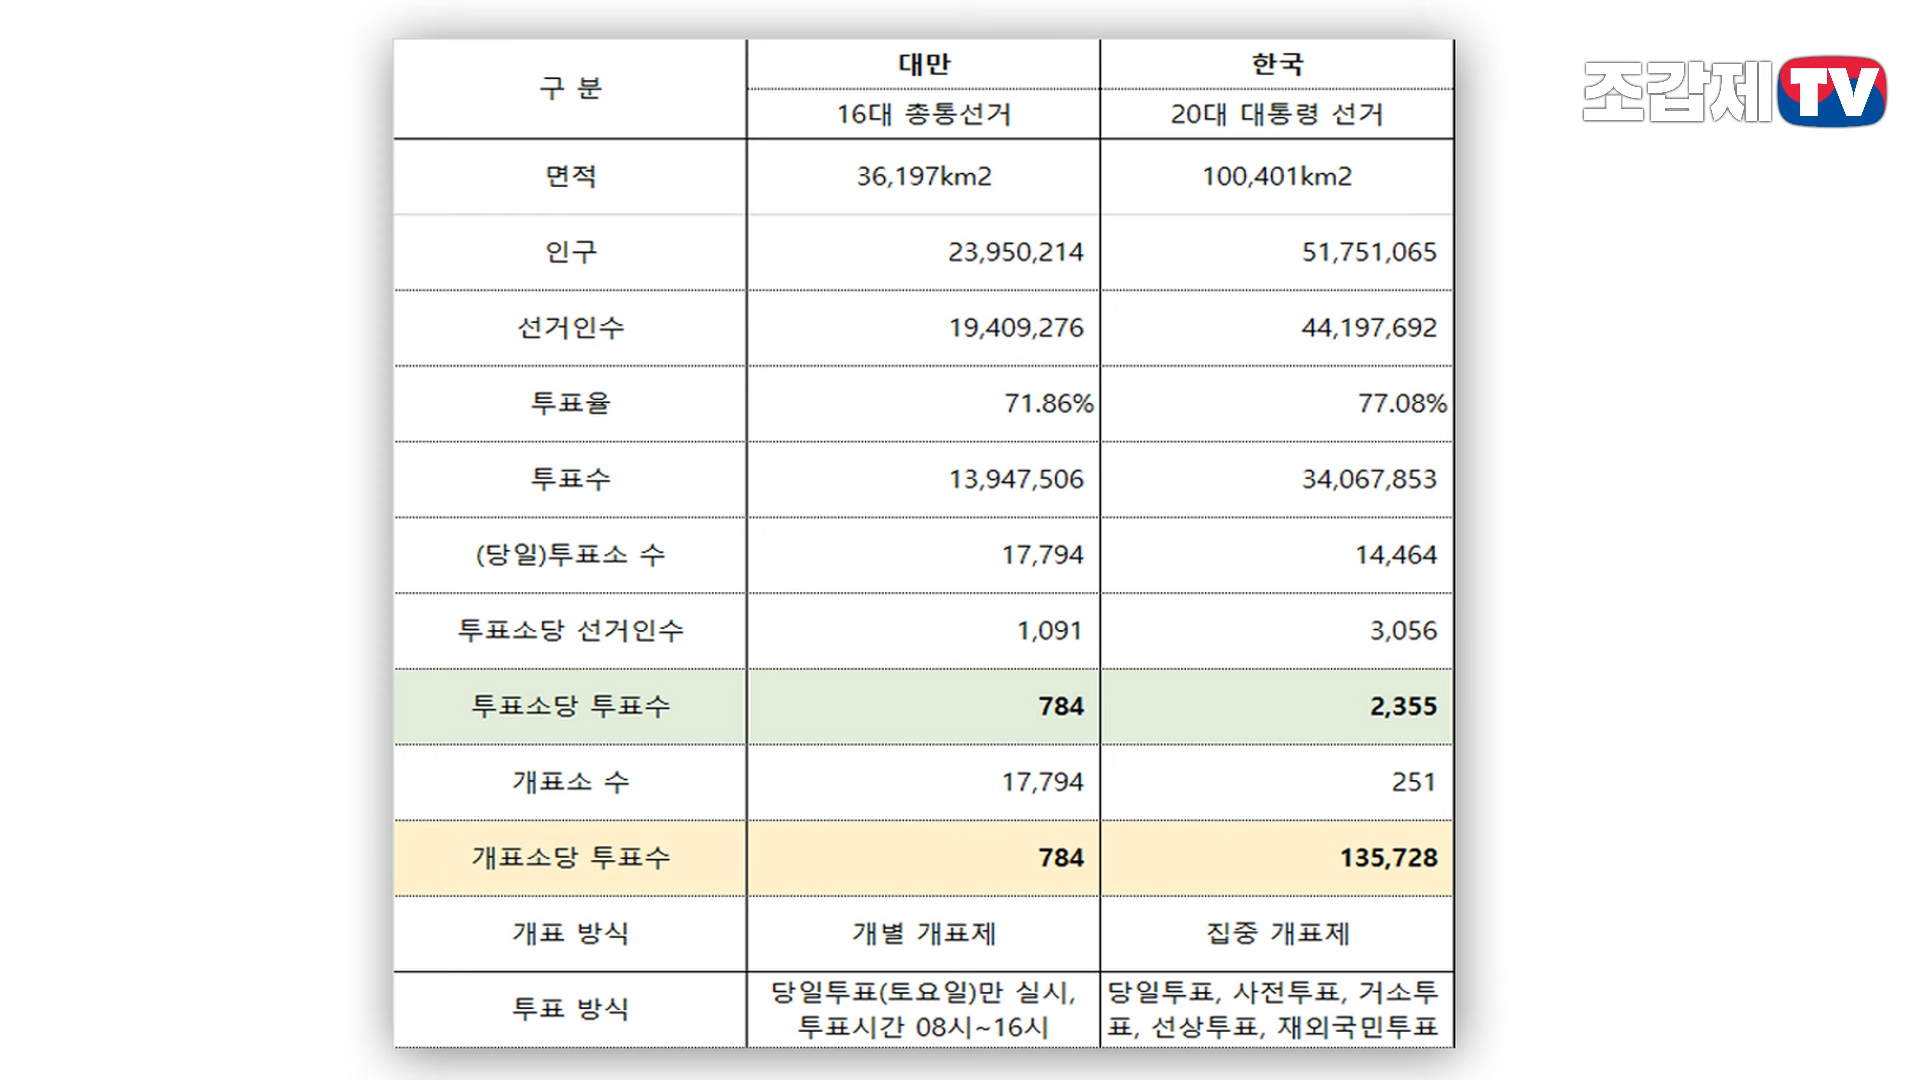 조갑제TV
구 분
대만
한국
16대 총통선거
20대 대통령 선거
면적
36,197km2
100,401km2
인구
23,950,214
51,751,065
선거인수
19,409,276
44,197,692
투표율
71.86%
77.08%
투표수
13,947,506
34,067,853
(당일)투표소 수
17,794
14,464
투표소당 선거인수
1,091
3,056
투표소당 투표수
784
2,355
개표소 수
17,794
251
개표소당 투표수
784
135,728
개표 방식
개별 개표제
집중 개표제
투표 방식
당일투표(토요일)만 실시,
투표시간 08시~16시
당일투표, 사전투표, 거소투
표, 선상투표, 재외국민투표